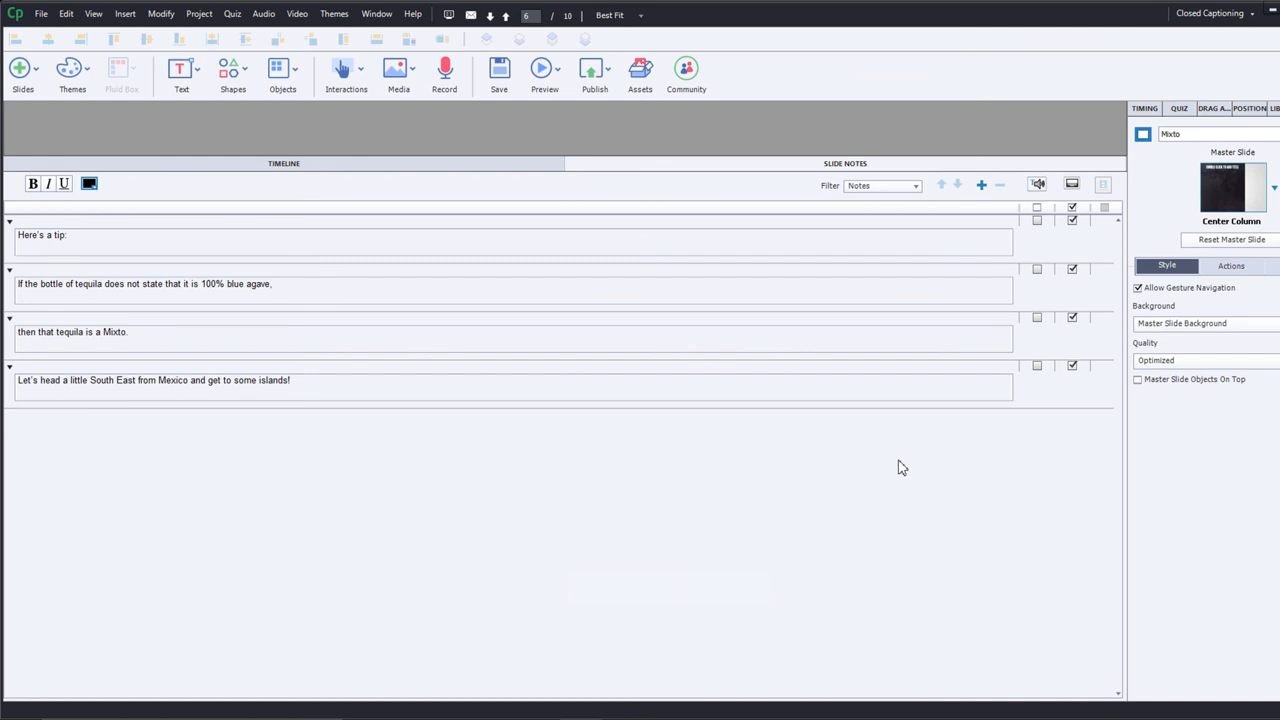 Cp File Edit View Insert Modify Project Quiz Audio Video Themes Window Help 6 / 10 Best Fit Closed Captioning
Slides Themes Fluid Box Text Shapes Objects Interactions Media Record Save Preview Publish Assets Community
TIMING QUIZ DRAG A... POSITION LIB
Mixto
Master Slide
TIMELINE SLIDE NOTES
B I U Filter Notes
Center Column
Reset Master Slide
Here's a tip:
Style Actions
If the bottle of tequila does not state that it is 100% blue agave,
Allow Gesture Navigation
Background
Master Slide Background
then that tequila is a Mixto.
Quality
Optimized
Let's head a little South East from Mexico and get to some islands!
Master Slide Objects On Top